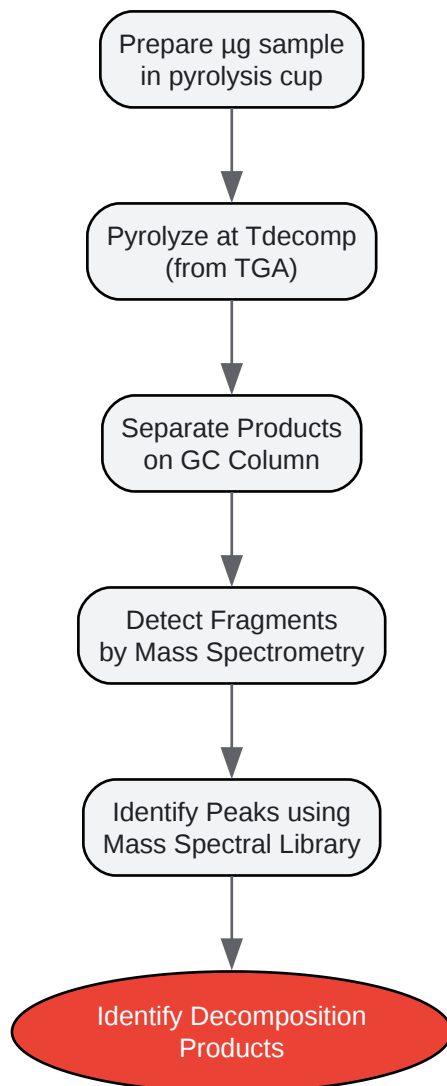 Prepare µg sample
in pyrolysis cup
Pyrolyze at Tdecomp
(from TGA)
Separate Products
on GC Column
Detect Fragments
by Mass Spectrometry
Identify Peaks using
Mass Spectral Library
Identify Decomposition
Products